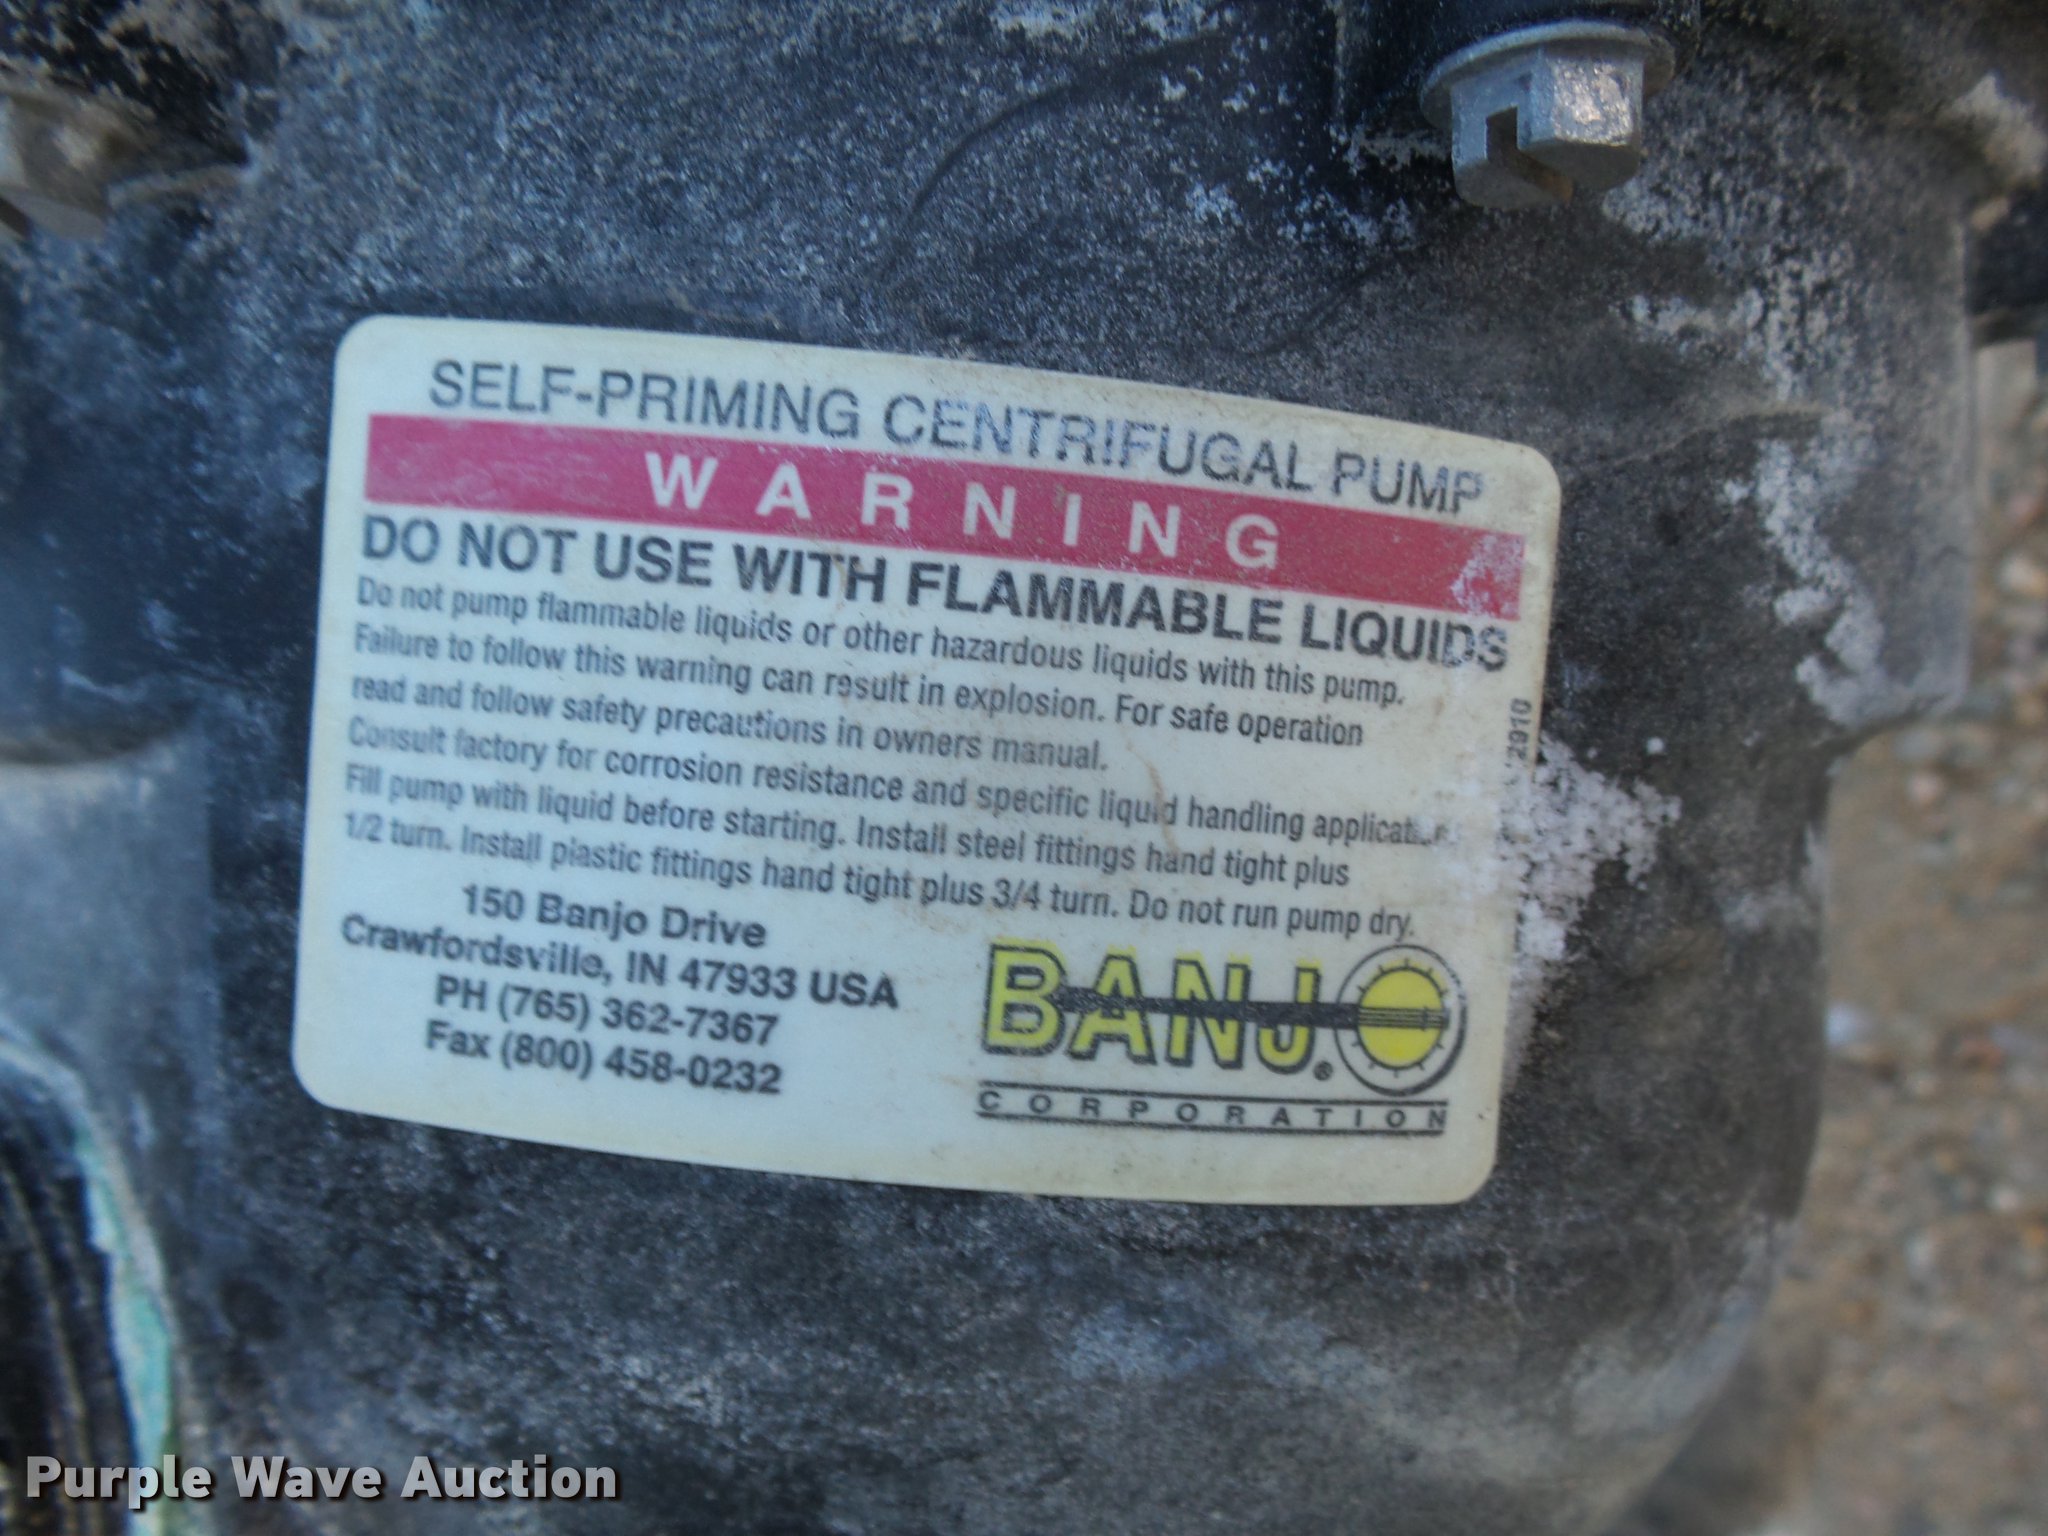 SELF-PRIMING CENTRIFUGAL PUMP
WARNING
DO NOT USE WITH FLAMMABLE LIQUIDS
Do not pump flammable liquids or other hazardous liquids with this pump.
Failure to follow this warning can result in explosion. For safe operation
read and follow safety precautions in owners manual.
Consult factory for corrosion resistance and specific liquid handling
Fill pump with liquid before starting. Install steel fittings hand tight plus
1/2 turn. Install plastic fittings hand tight plus 3/4 turn. Do not run pump dry.
150 Banjo Drive
Crawfordsville, IN 47933 USA
PH (765) 362-7367
Fax (800) 458-0232
BANJO®
CORPORATION
Purple Wave Auction